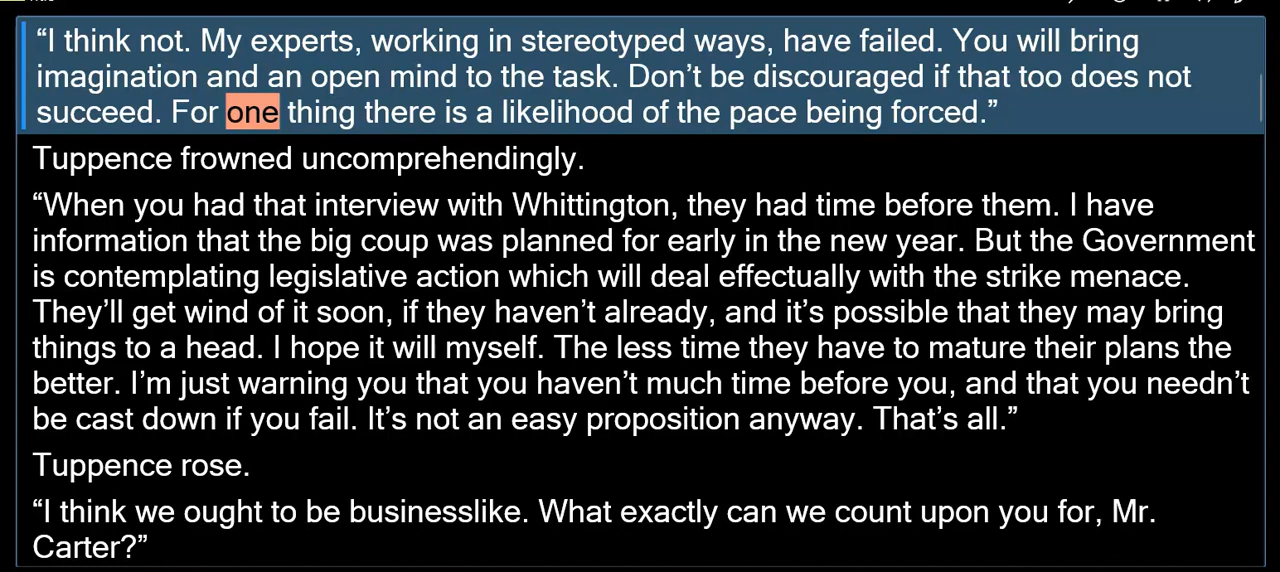 “I think not. My experts, working in stereotyped ways, have failed. You will bring
imagination and an open mind to the task. Don’t be discouraged if that too does not
succeed. For one thing there is a likelihood of the pace being forced.”
Tuppence frowned uncomprehendingly.
“When you had that interview with Whittington, they had time before them. I have
information that the big coup was planned for early in the new year. But the Government
is contemplating legislative action which will deal effectually with the strike menace.
They’ll get wind of it soon, if they haven’t already, and it’s possible that they may bring
things to a head. I hope it will myself. The less time they have to mature their plans the
better. I’m just warning you that you haven’t much time before you, and that you needn’t
be cast down if you fail. It’s not an easy proposition anyway. That’s all.”
Tuppence rose.
“I think we ought to be businesslike. What exactly can we count upon you for, Mr.
Carter?”